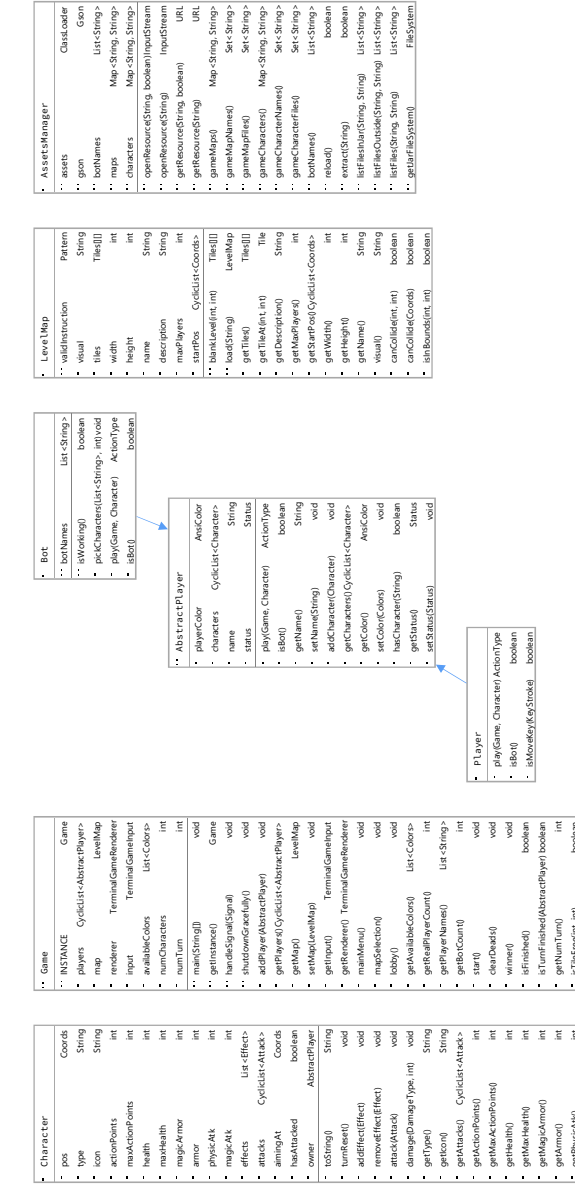 Character
pos Coords
type String
icon String
actionPoints int
maxActionPoints int
health int
maxHealth int
magicArmor int
armor int
physicAtk int
magicAtk int
effects List<Effect>
attacks CyclicList<Attack>
aimingAt Coords
hasAttacked boolean
owner AbstractPlayer
toString() String
turnReset() void
addEffect(Effect) void
removeEffect(Effect) void
attack(Attack) void
damage(DamageType, int) void
getType() String
getIcon() String
getAttacks() CyclicList<Attack>
getActionPoints() int
getMaxActionPoints() int
getHealth() int
getMaxHealth() int
getMagicArmor() int
getArmor() int
Game
INSTANCE Game
players CyclicList<AbstractPlayer>
map LevelMap
renderer TerminalGameRenderer
input TerminalGameInput
availableColors List<Colors>
numCharacters int
numTurn int
main(String[]) void
getInstance() Game
handleSignal(Signal) void
shutdownGracefully() void
addPlayer(AbstractPlayer) void
getPlayers() CyclicList<AbstractPlayer>
getMap() LevelMap
setMap(LevelMap) void
getInput() TerminalGameInput
getRenderer() TerminalGameRenderer
mainMenu() void
mapSelection() void
lobby() void
getAvailableColors() List<Colors>
getRealPlayerCount() int
getPlayerNames() List<String>
getBotCount() int
start() void
clearDeads() void
winner() void
isFinished() boolean
isTurnFinished(AbstractPlayer) boolean
getNumTurn() int
Player
play(Game, Character) ActionType
isBot() boolean
isMoveKey(KeyStroke) boolean
AbstractPlayer
playerColor AnsiColor
characters CyclicList<Character>
name String
status Status
play(Game, Character) ActionType
isBot() boolean
getName() String
setName(String) void
addCharacter(Character) void
getCharacters() CyclicList<Character>
getColor() AnsiColor
setColor(Colors) void
hasCharacter(String) boolean
getStatus() Status
setStatus(Status) void
Bot
botNames List<String>
isWorking() boolean
pickCharacters(List<String>, int) void
play(Game, Character) ActionType
isBot() boolean
LevelMap
validInstruction Pattern
visual String
tiles Tiles[][]
width int
height int
name String
description String
maxPlayers int
startPos CyclicList<Coords>
blankLevel(int, int) Tiles[][]
load(String) LevelMap
getTiles() Tiles[][]
getTileAt(int, int) Tile
getDescription() String
getMaxPlayers() int
getStartPos() CyclicList<Coords>
getWidth() int
getHeight() int
getName() String
visual() String
canCollide(int, int) boolean
canCollide(Coords) boolean
isInBounds(int, int) boolean
AssetsManager
assets ClassLoader
gson Gson
botNames List<String>
maps Map<String, String>
characters Map<String, String>
openResource(String, boolean) InputStream
openResource(String) InputStream
getResource(String, boolean) URL
getResource(String) URL
gameMaps() Map<String, String>
gameMapNames() Set<String>
gameMapFiles() Set<String>
gameCharacters() Map<String, String>
gameCharacterNames() Set<String>
gameCharacterFiles() Set<String>
botNames() List<String>
reload() boolean
extract(String) boolean
listFilesInJar(String, String) List<String>
listFilesOutside(String, String) List<String>
listFiles(String, String) List<String>
getJarFileSystem() FileSystem